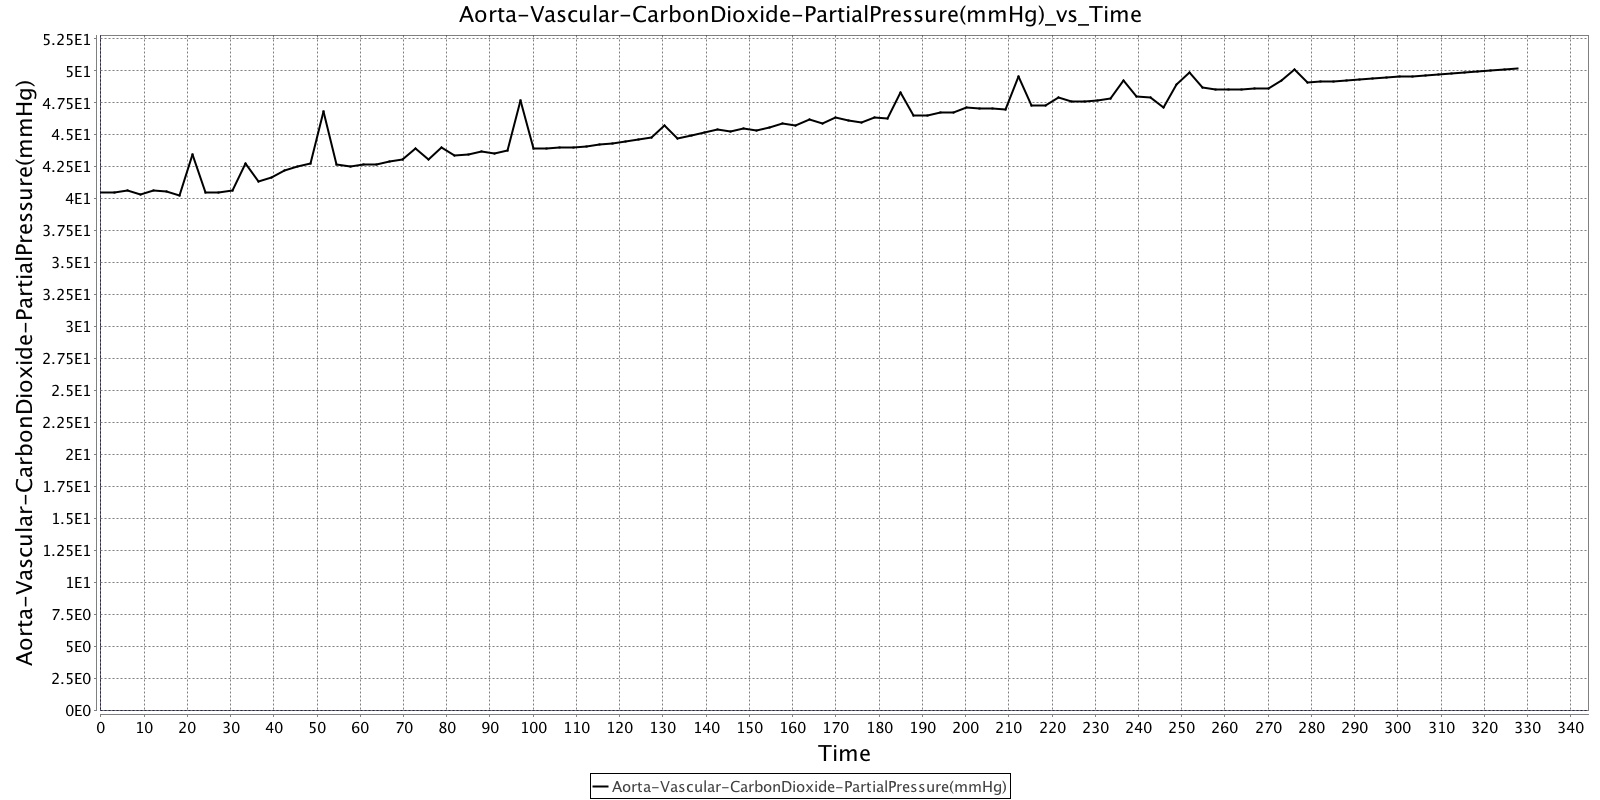 Aorta-Vascular-CarbonDioxide-PartialPressure(mmHg)_vs_Time
Aorta-Vascular-CarbonDioxide-PartialPressure(mmHg)
5.25E1
5E1
4.75E1
4.5E1
4.25E1
4E1
3.75E1
3.5E1
3.25E1
3E1
2.75E1
2.5E1
2.25E1
2E1
1.75E1
1.5E1
1.25E1
1E1
7.5E0
5E0
2.5E0
0E0
0 10 20 30 40 50 60 70 80 90 100 110 120 130 140 150 160 170 180 190 200 210 220 230 240 250 260 270 280 290 300 310 320 330 340
Time
Aorta-Vascular-CarbonDioxide-PartialPressure(mmHg)